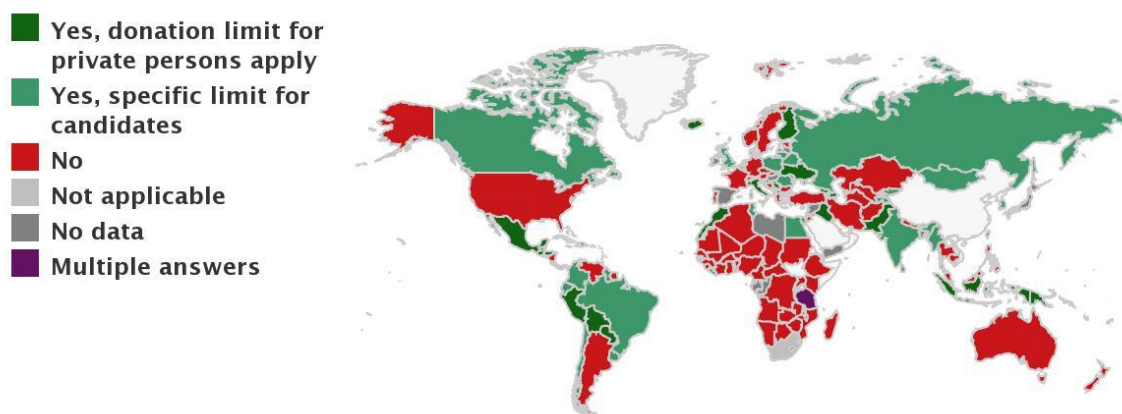 Yes, donation limit for
private persons apply
Yes, specific limit for
candidates
No
Not applicable
No data
Multiple answers